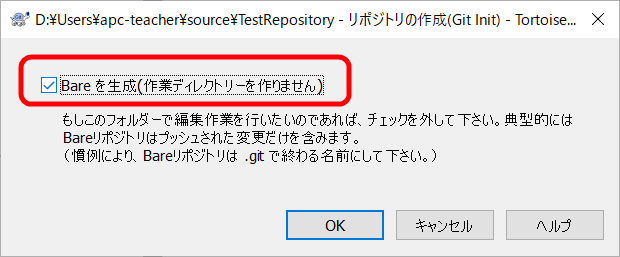 D:¥Users¥apc-teacher¥source¥TestRepository - リポジトリの作成(Git Init) - Tortoise...
Bare を生成(作業ディレクトリーを作りません)
もしこのフォルダーで編集作業を行いたいのであれば、チェックを外して下さい。典型的には
Bareリポジトリはプッシュされた変更だけを含みます。
(慣例により、Bareリポジトリは .git で終わる名前にして下さい。)
OK
キャンセル
ヘルプ